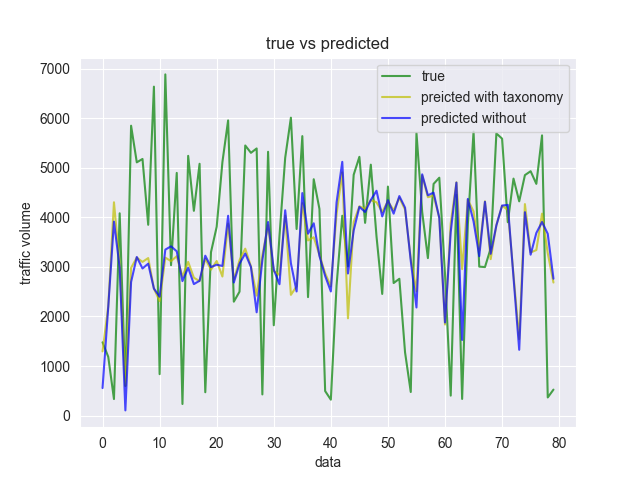 true vs predicted
true
preicted with taxonomy
predicted without
7000
6000
5000
4000
3000
2000
1000
0
traffic volume
0 10 20 30 40 50 60 70 80
data